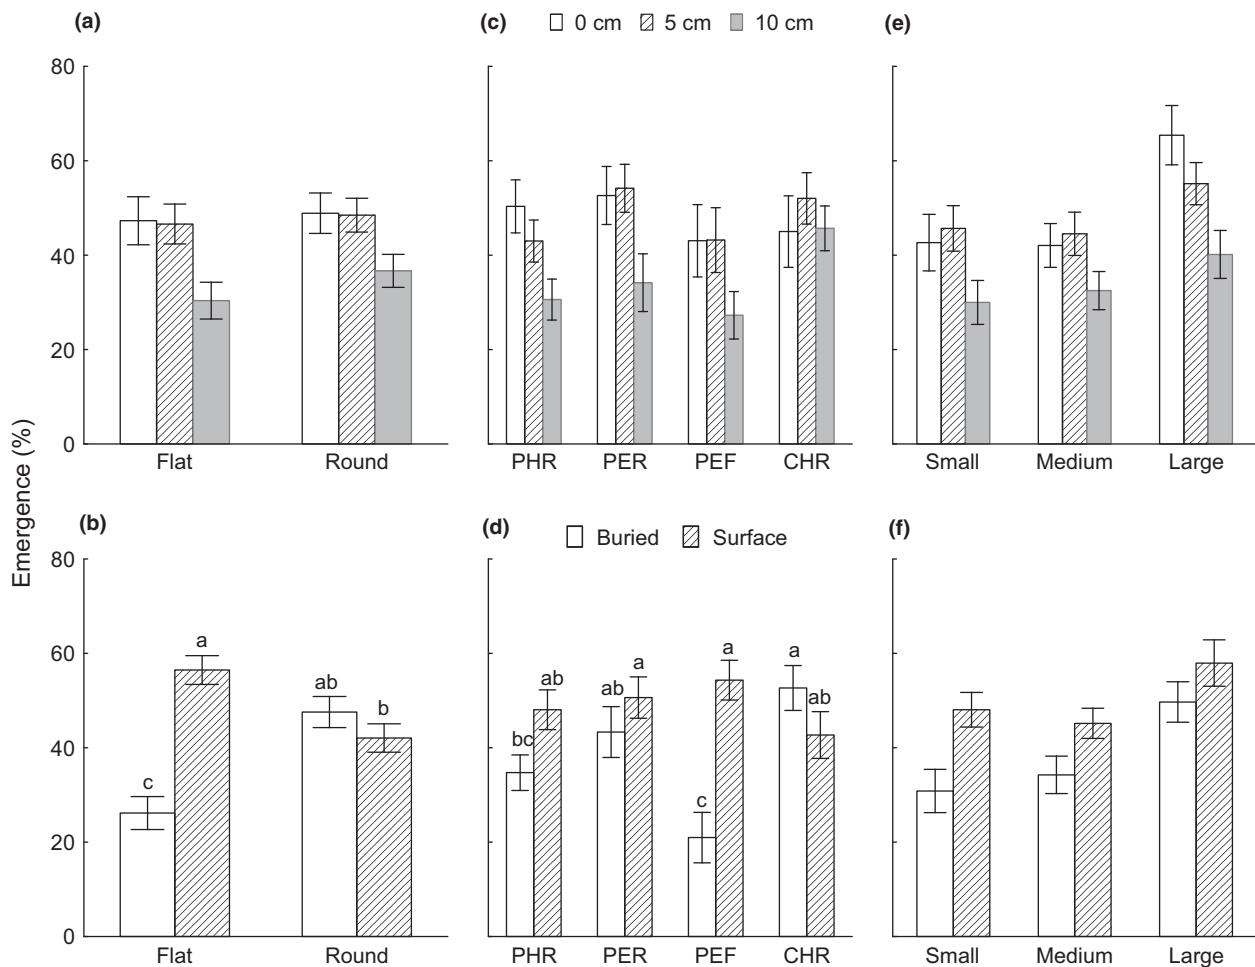 (a)
(c)
0 cm 5 cm 10 cm
(e)
80
60
40
20
0
Flat Round
PHR PER PEF CHR
Small Medium Large
Emergence (%)
(b)
(d)
Buried Surface
(f)
80
60
40
20
0
c a ab b
bc ab ab a c a a ab
Flat Round
PHR PER PEF CHR
Small Medium Large